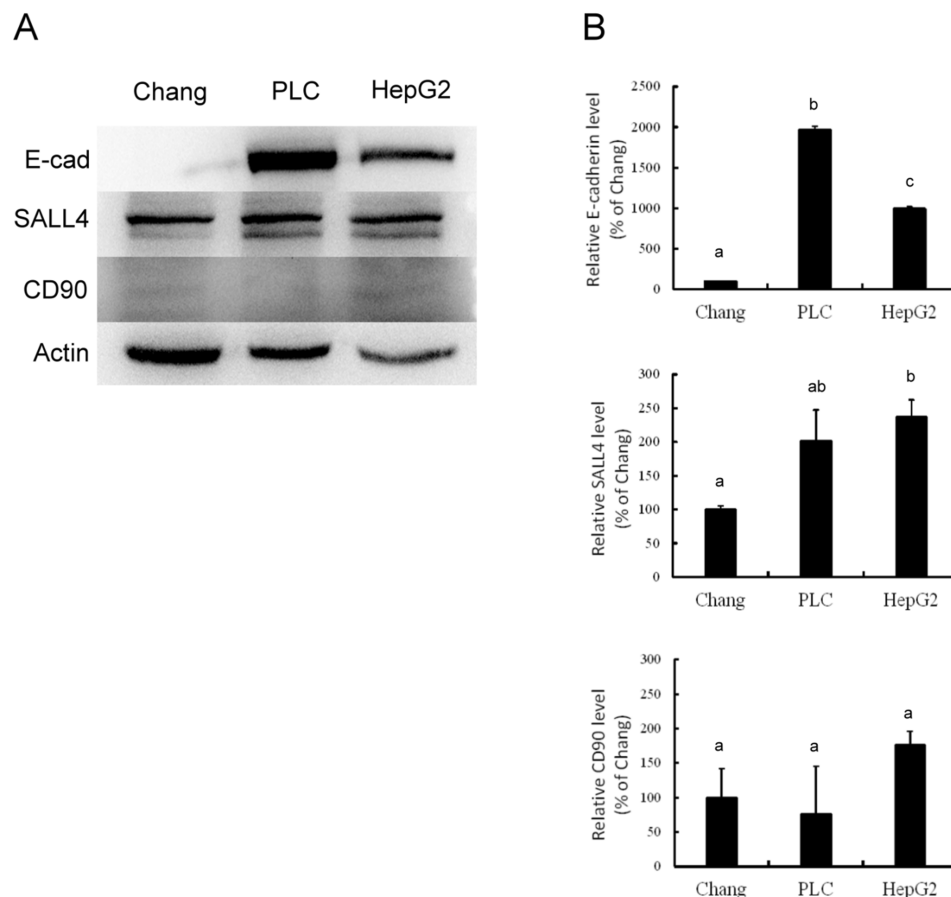 A
Chang PLC HepG2
E-cad
SALL4
CD90
Actin
B
Relative E-cadherin level
(% of Chang)
2500
2000
1500
1000
500
0
a
b
c
Chang PLC HepG2
Relative SALL4 level
(% of Chang)
300
250
200
150
100
50
0
a
ab
b
Chang PLC HepG2
Relative CD90 level
(% of Chang)
300
250
200
150
100
50
0
a
a
a
Chang PLC HepG2